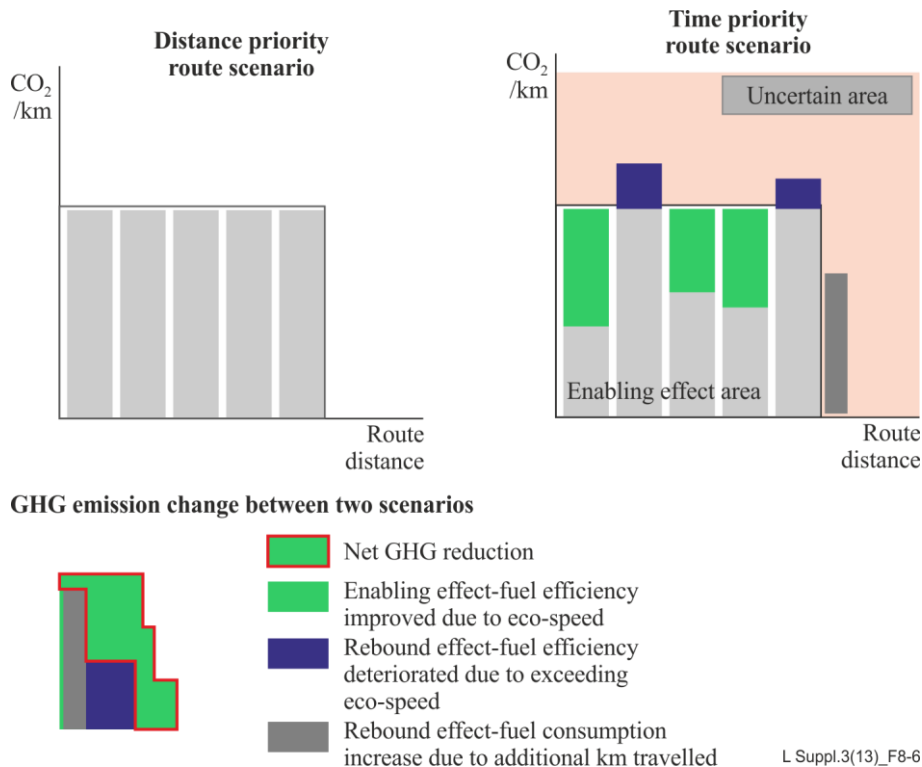 Distance priority
route scenario
CO₂
/km
Route
distance
Time priority
route scenario
CO₂
/km
Uncertain area
Enabling effect area
Route
distance
GHG emission change between two scenarios
Net GHG reduction
Enabling effect-fuel efficiency
improved due to eco-speed
Rebound effect-fuel efficiency
deteriorated due to exceeding
eco-speed
Rebound effect-fuel consumption
increase due to additional km travelled
L Suppl.3(13)_F8-6